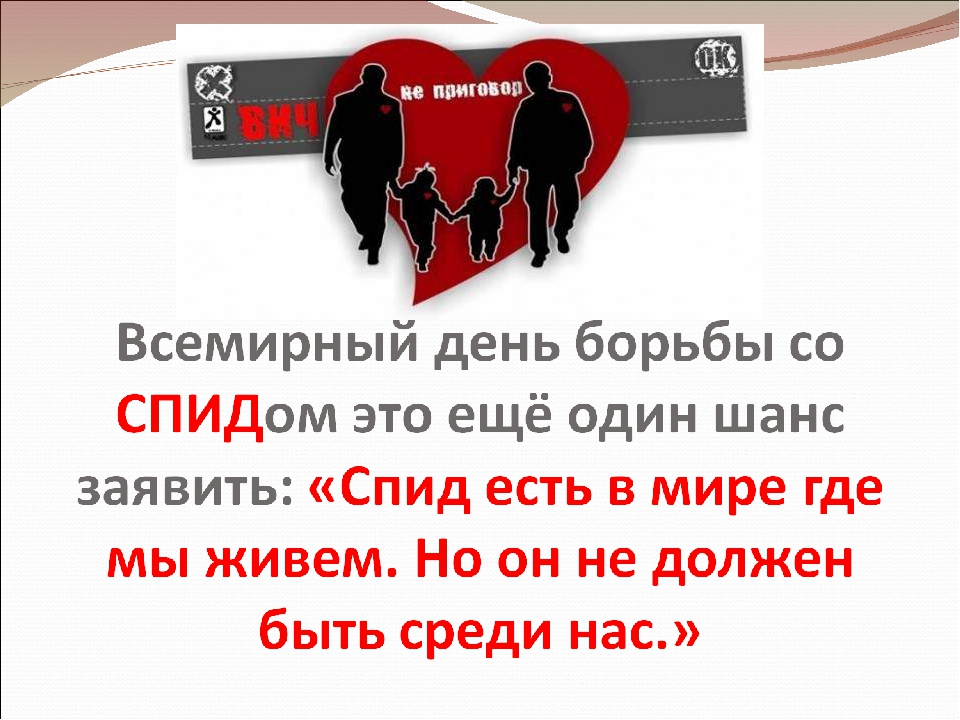 ОК
не приговор
ВИЧ
Всемирный день борьбы со
СПИДом это ещё один шанс
заявить: «Спид есть в мире где
мы живем. Но он не должен
быть среди нас.»